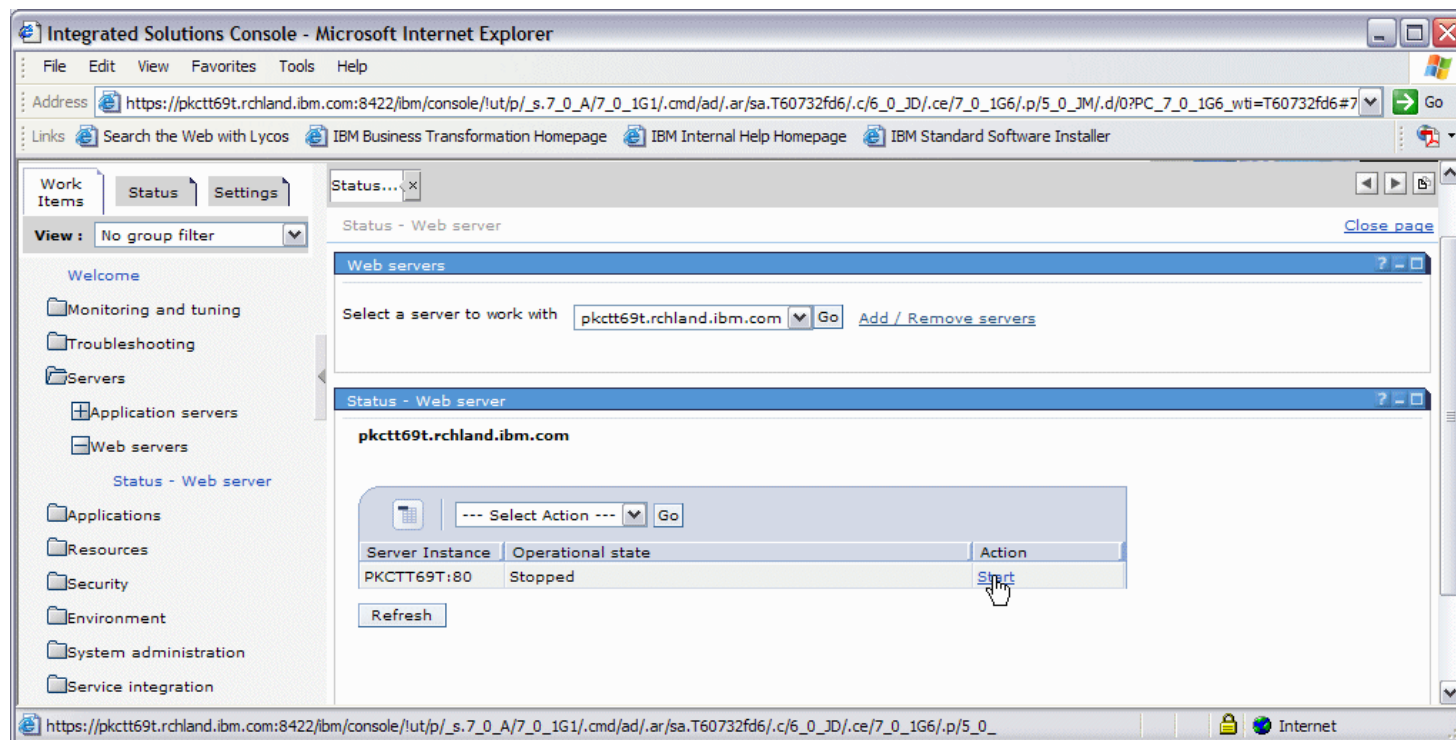 Integrated Solutions Console - Microsoft Internet Explorer
File Edit View Favorites Tools Help
Address https://pkctt69t.rchland.ibm.com:8422/ibm/console/!ut/p/_s.7_0_A/7_0_1G1/.cmd/ad/.ar/sa.T60732fd6/.c/6_0_JD/.ce/7_0_1G6/.p/5_0_JM/.d/0?PC_7_0_1G6_wti=T60732fd6#7 Go
Links Search the Web with Lycos IBM Business Transformation Homepage IBM Internal Help Homepage IBM Standard Software Installer
Work Items Status Settings
View : No group filter
Welcome
Monitoring and tuning
Troubleshooting
Servers
Application servers
Web servers
Status - Web server
Applications
Resources
Security
Environment
System administration
Service integration
Status...
Status - Web server Close page
Web servers
Select a server to work with pkctt69t.rchland.ibm.com Go Add / Remove servers
Status - Web server
pkctt69t.rchland.ibm.com
--- Select Action --- Go
Server Instance Operational state Action
PKCTT69T:80 Stopped Start
Refresh
https://pkctt69t.rchland.ibm.com:8422/ibm/console/!ut/p/_s.7_0_A/7_0_1G1/.cmd/ad/.ar/sa.T60732fd6/.c/6_0_JD/.ce/7_0_1G6/.p/5_0_ Internet